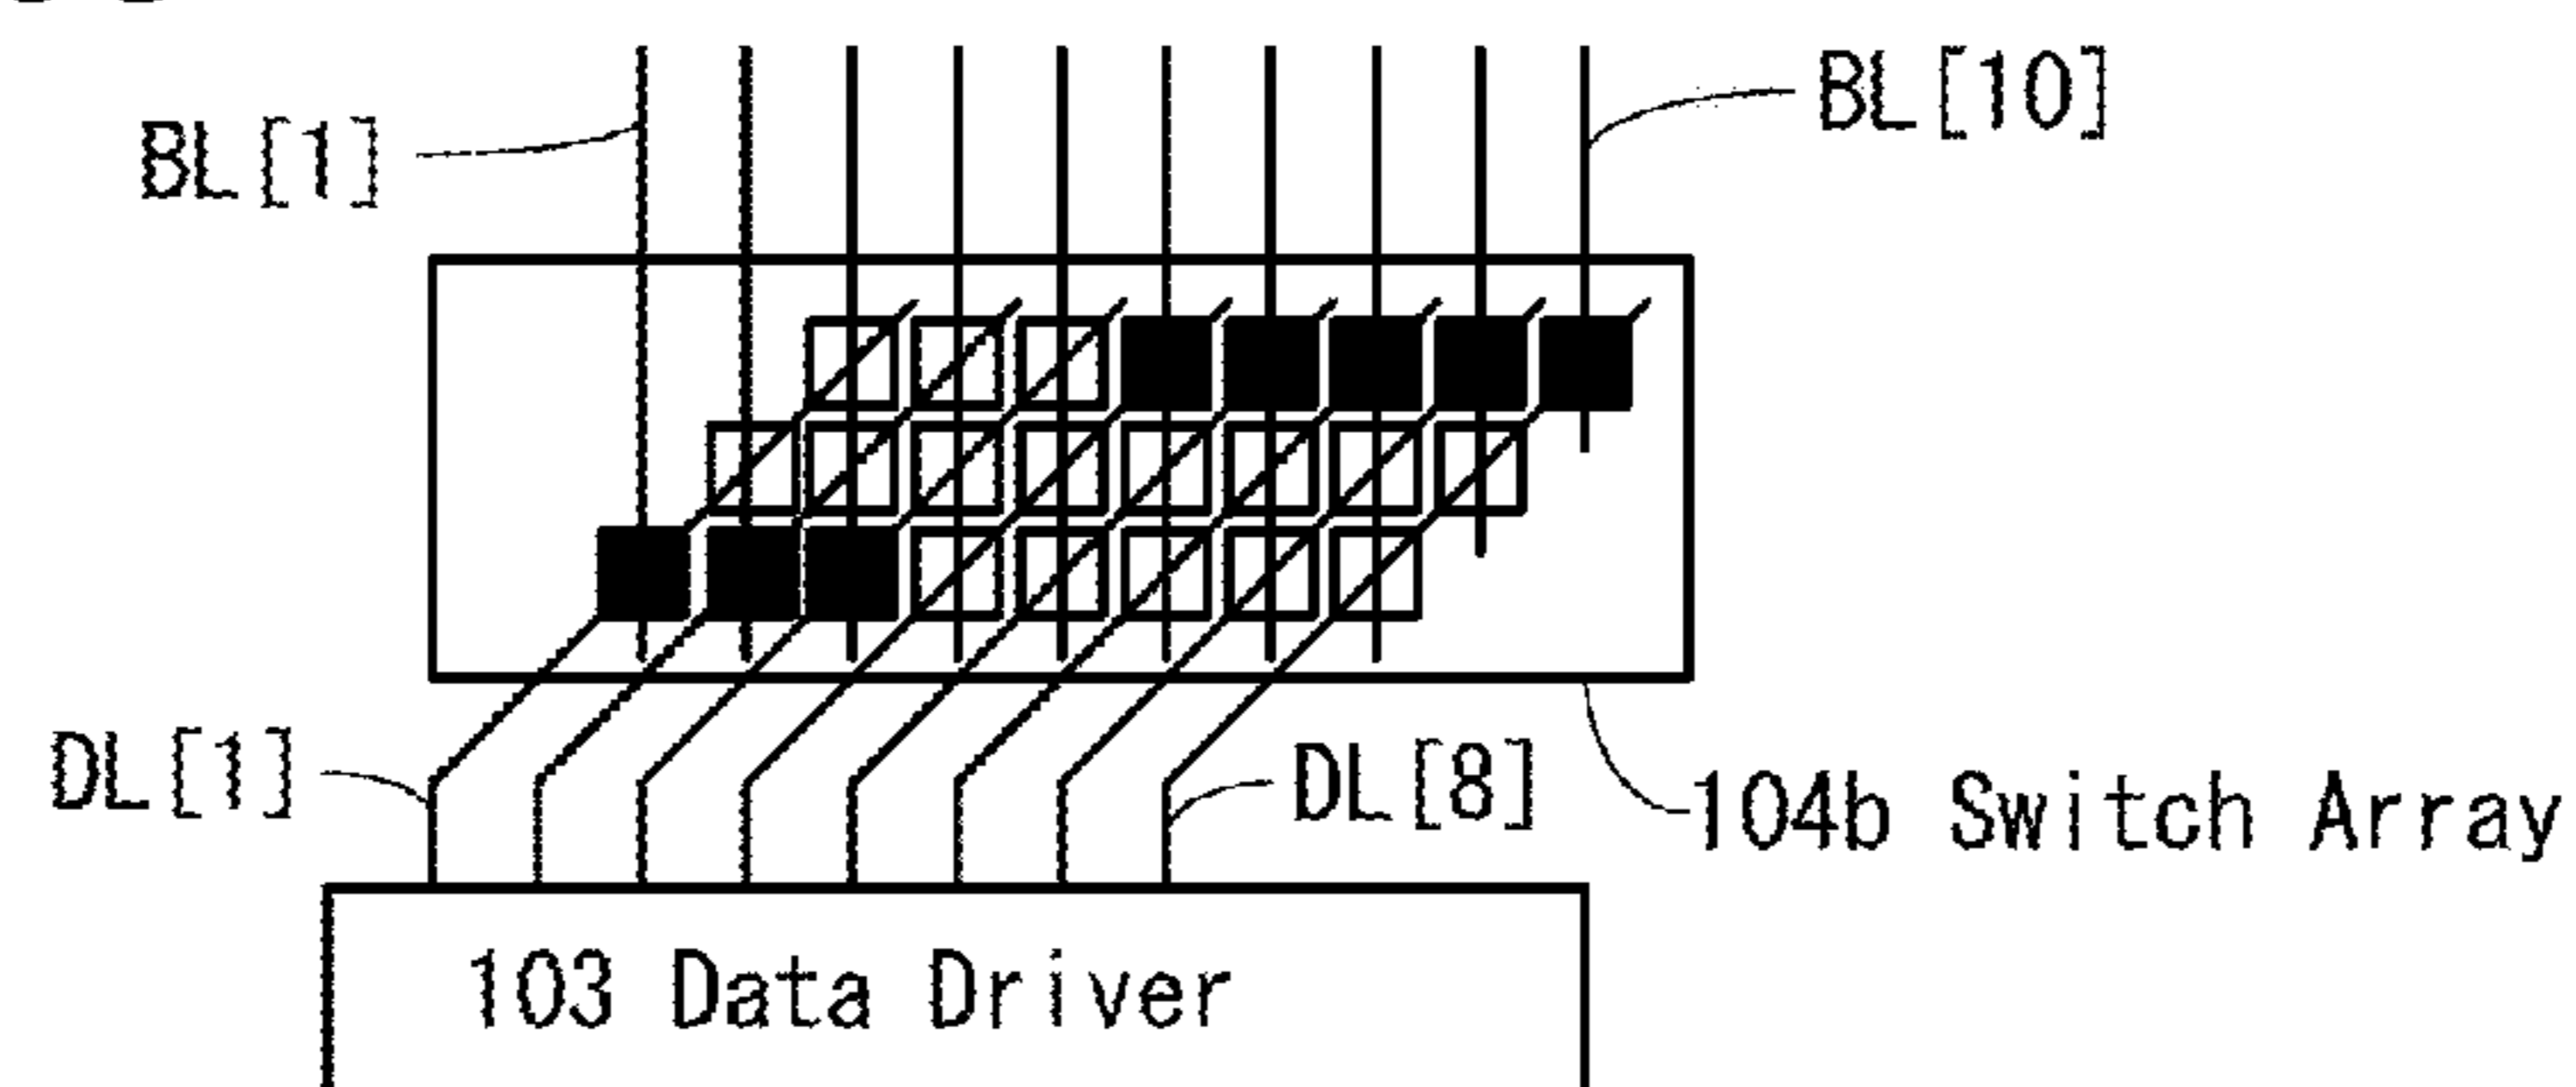 BL[1]
BL[10]
DL[1]
DL[8]
104b Switch Array
103 Data Driver